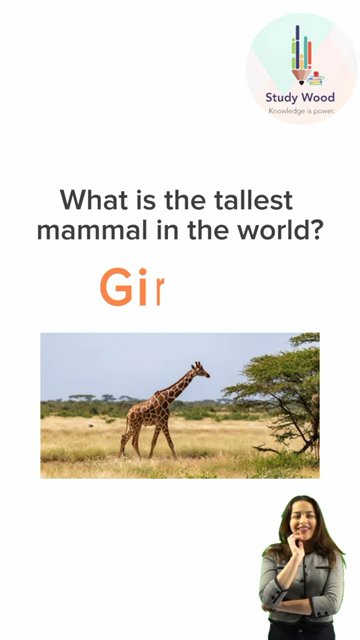 Study Wood
Knowledge is power.
What is the tallest
mammal in the world?
Gir